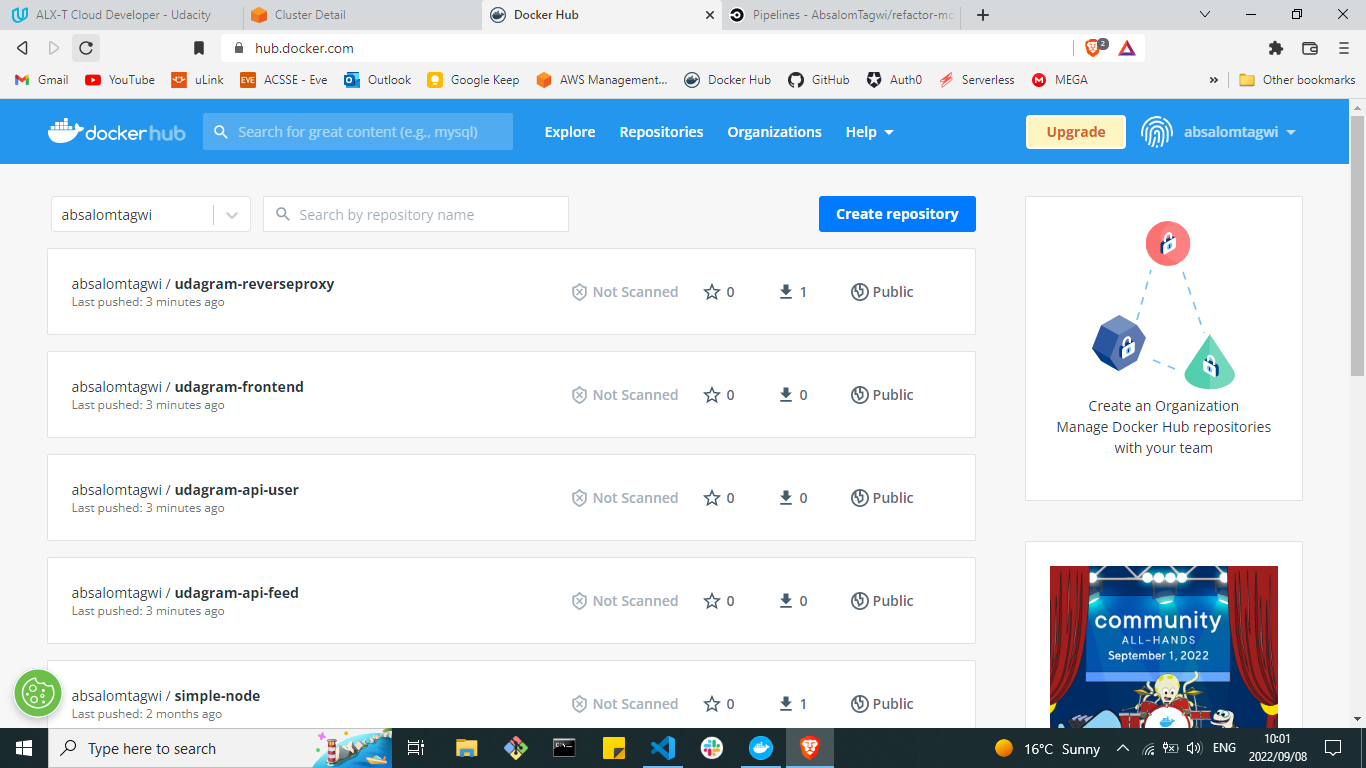 ALX-T Cloud Developer - Udacity
Cluster Detail
Docker Hub
Pipelines - AbsalomTagwi/refactor-mo
hub.docker.com
2
Gmail
YouTube
uLink
EVE
ACSSE - Eve
Outlook
Google Keep
AWS Management...
Docker Hub
GitHub
Auth0
Serverless
MEGA
»
Other bookmarks
dockerhub
Search for great content (e.g., mysql)
Explore
Repositories
Organizations
Help
Upgrade
absalomtagwi
absalomtagwi
Search by repository name
Create repository
absalomtagwi / udagram-reverseproxy
Last pushed: 3 minutes ago
Not Scanned
0
1
Public
absalomtagwi / udagram-frontend
Last pushed: 3 minutes ago
Not Scanned
0
0
Public
absalomtagwi / udagram-api-user
Last pushed: 3 minutes ago
Not Scanned
0
0
Public
absalomtagwi / udagram-api-feed
Last pushed: 3 minutes ago
Not Scanned
0
0
Public
absalomtagwi / simple-node
Last pushed: 2 months ago
Not Scanned
0
1
Public
Create an Organization
Manage Docker Hub repositories
with your team
community
ALL-HANDS
September 1, 2022
Type here to search
16°C Sunny
ENG
10:01
2022/09/08